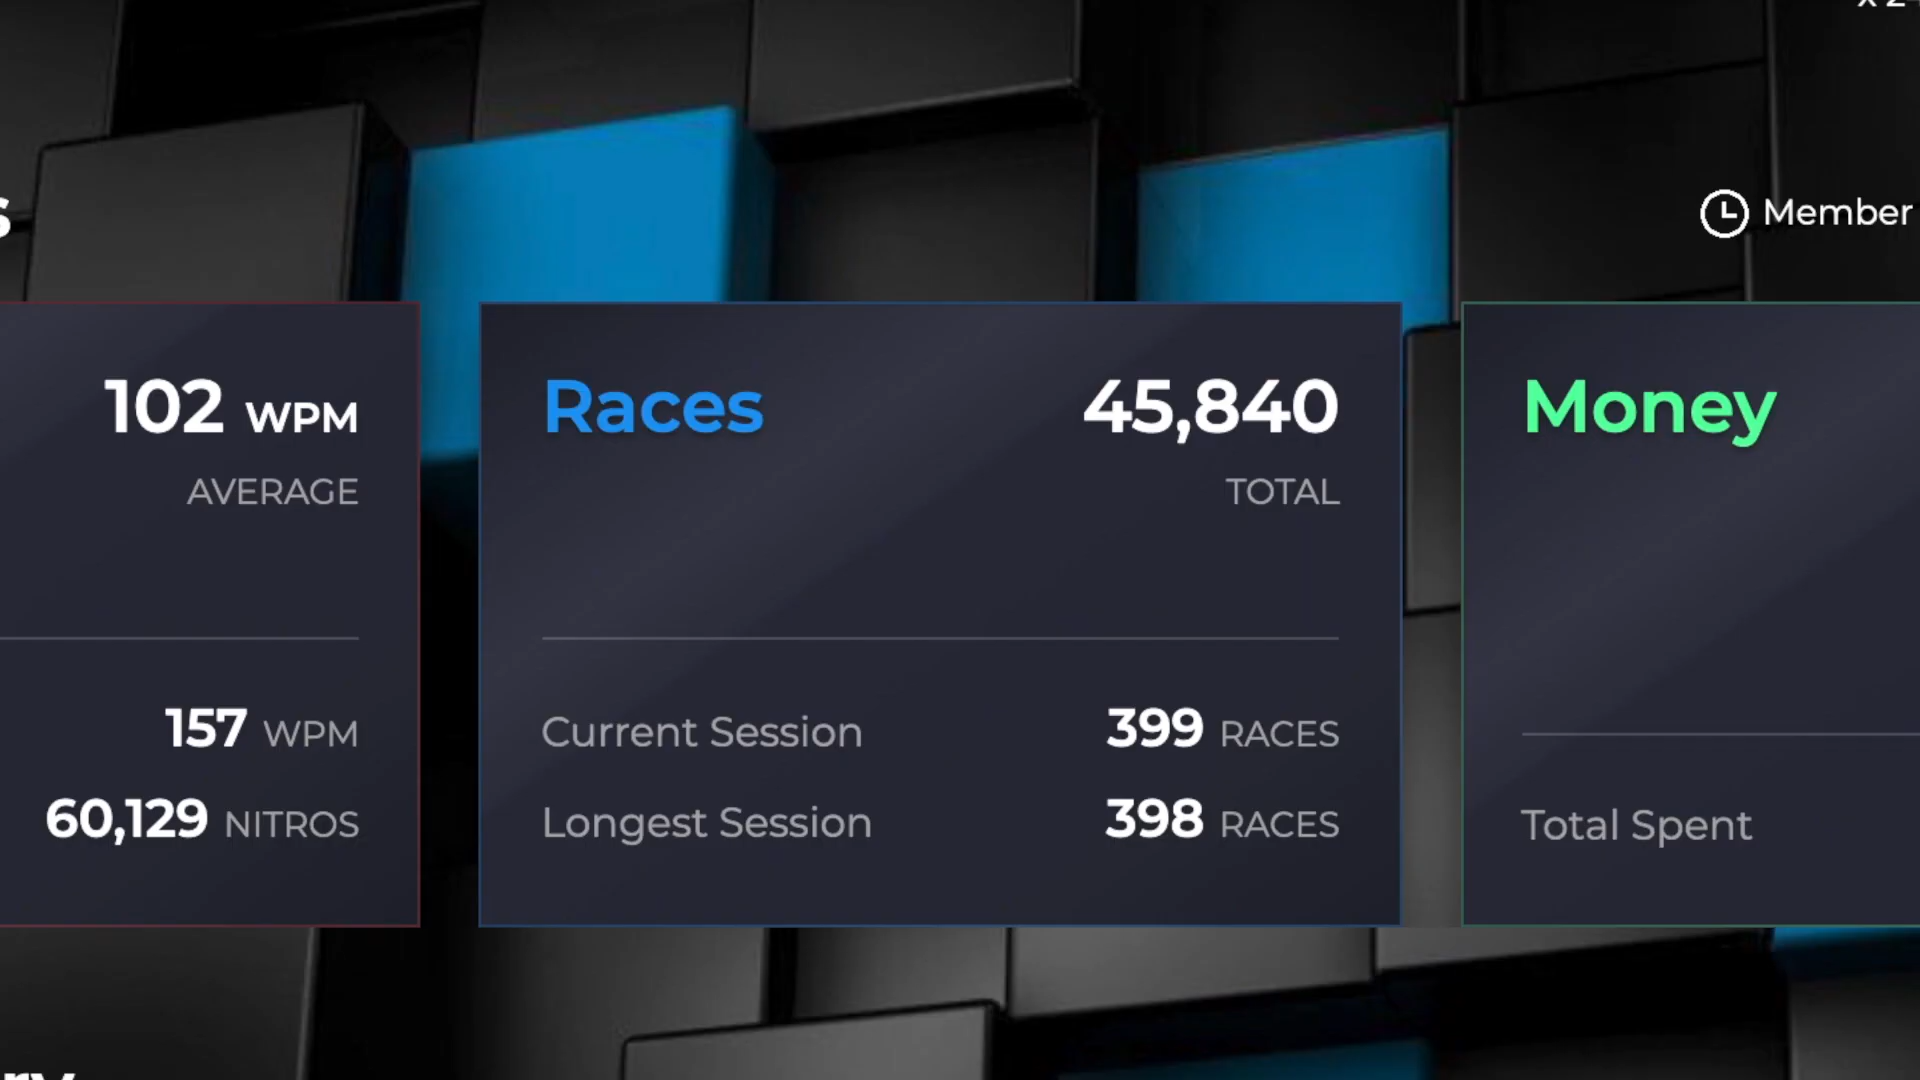 Member
102 WPM
AVERAGE
157 WPM
60,129 NITROS
Races
45,840
TOTAL
Current Session
399 RACES
Longest Session
398 RACES
Money
Total Spent